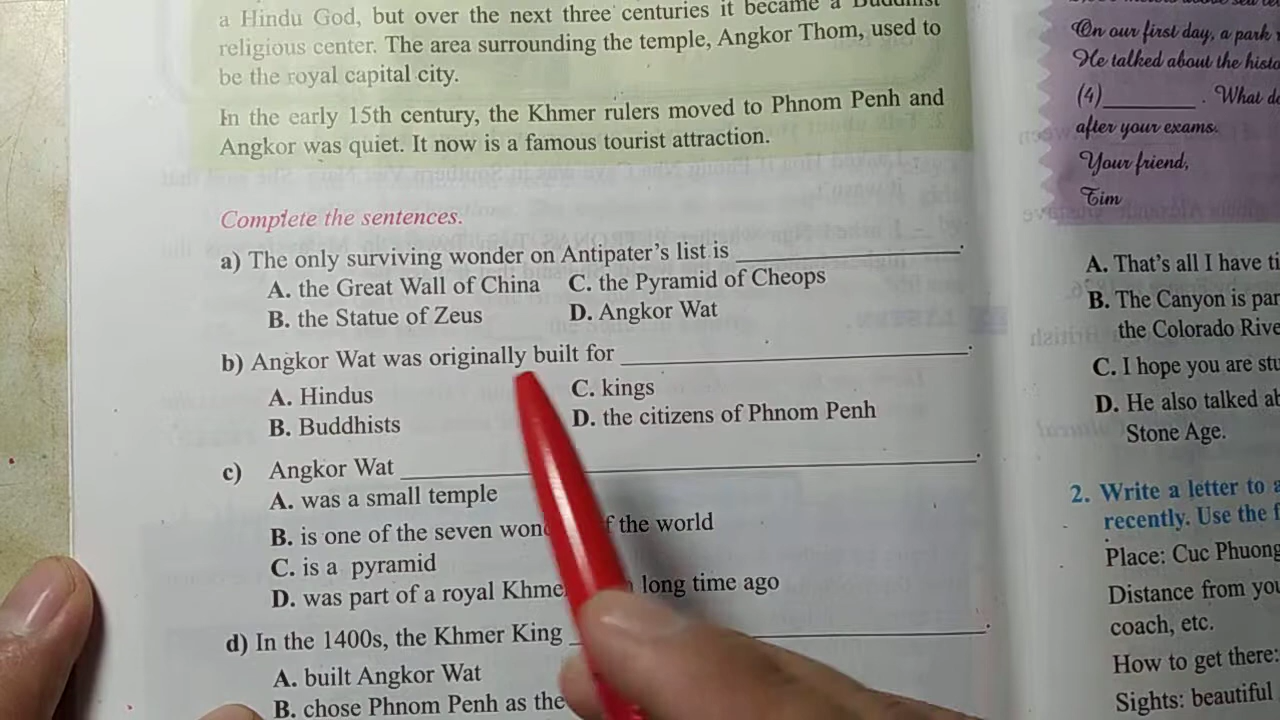 a Hindu God, but over the next three centuries it became a Buddhist
religious center. The area surrounding the temple, Angkor Thom, used to
be the royal capital city.
In the early 15th century, the Khmer rulers moved to Phnom Penh and
Angkor was quiet. It now is a famous tourist attraction.
Complete the sentences.
a) The only surviving wonder on Antipater's list is ____________.
A. the Great Wall of China C. the Pyramid of Cheops
B. the Statue of Zeus D. Angkor Wat
b) Angkor Wat was originally built for ____________.
A. Hindus C. kings
B. Buddhists D. the citizens of Phnom Penh
c) Angkor Wat ____________.
A. was a small temple
B. is one of the seven of the world
C. is a pyramid
D. was part of a royal long time ago
d) In the 1400s, the Khmer King ____________.
A. built Angkor Wat
B. chose Phnom Penh as the
On our first day, a park
He talked about the
(4)________. What
after your exams.
Your friend,
Tim
A. That's all I have
B. The Canyon is
the Colorado
C. I hope you are
D. He also talked
Stone Age.
2. Write a letter to
recently. Use the
Place: Cuc Phuong
Distance from
coach, etc.
How to get there:
Sights: beautiful